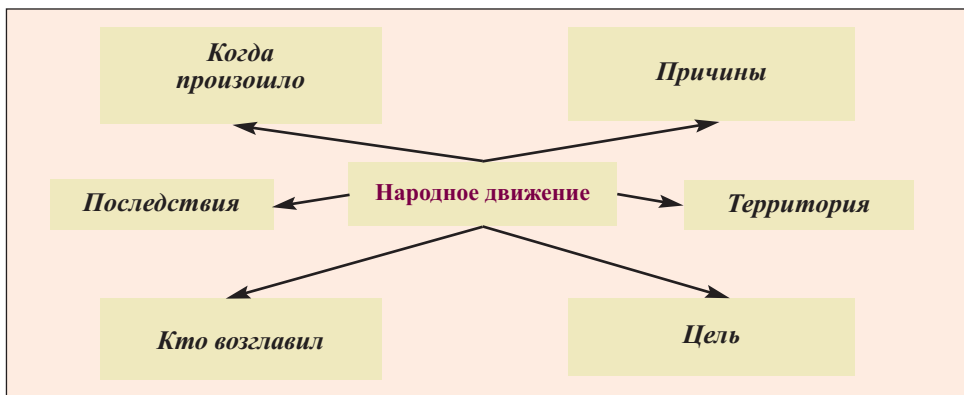 Когда
произошло
Причины
Последствия
Народное движение
Территория
Кто возглавил
Цель